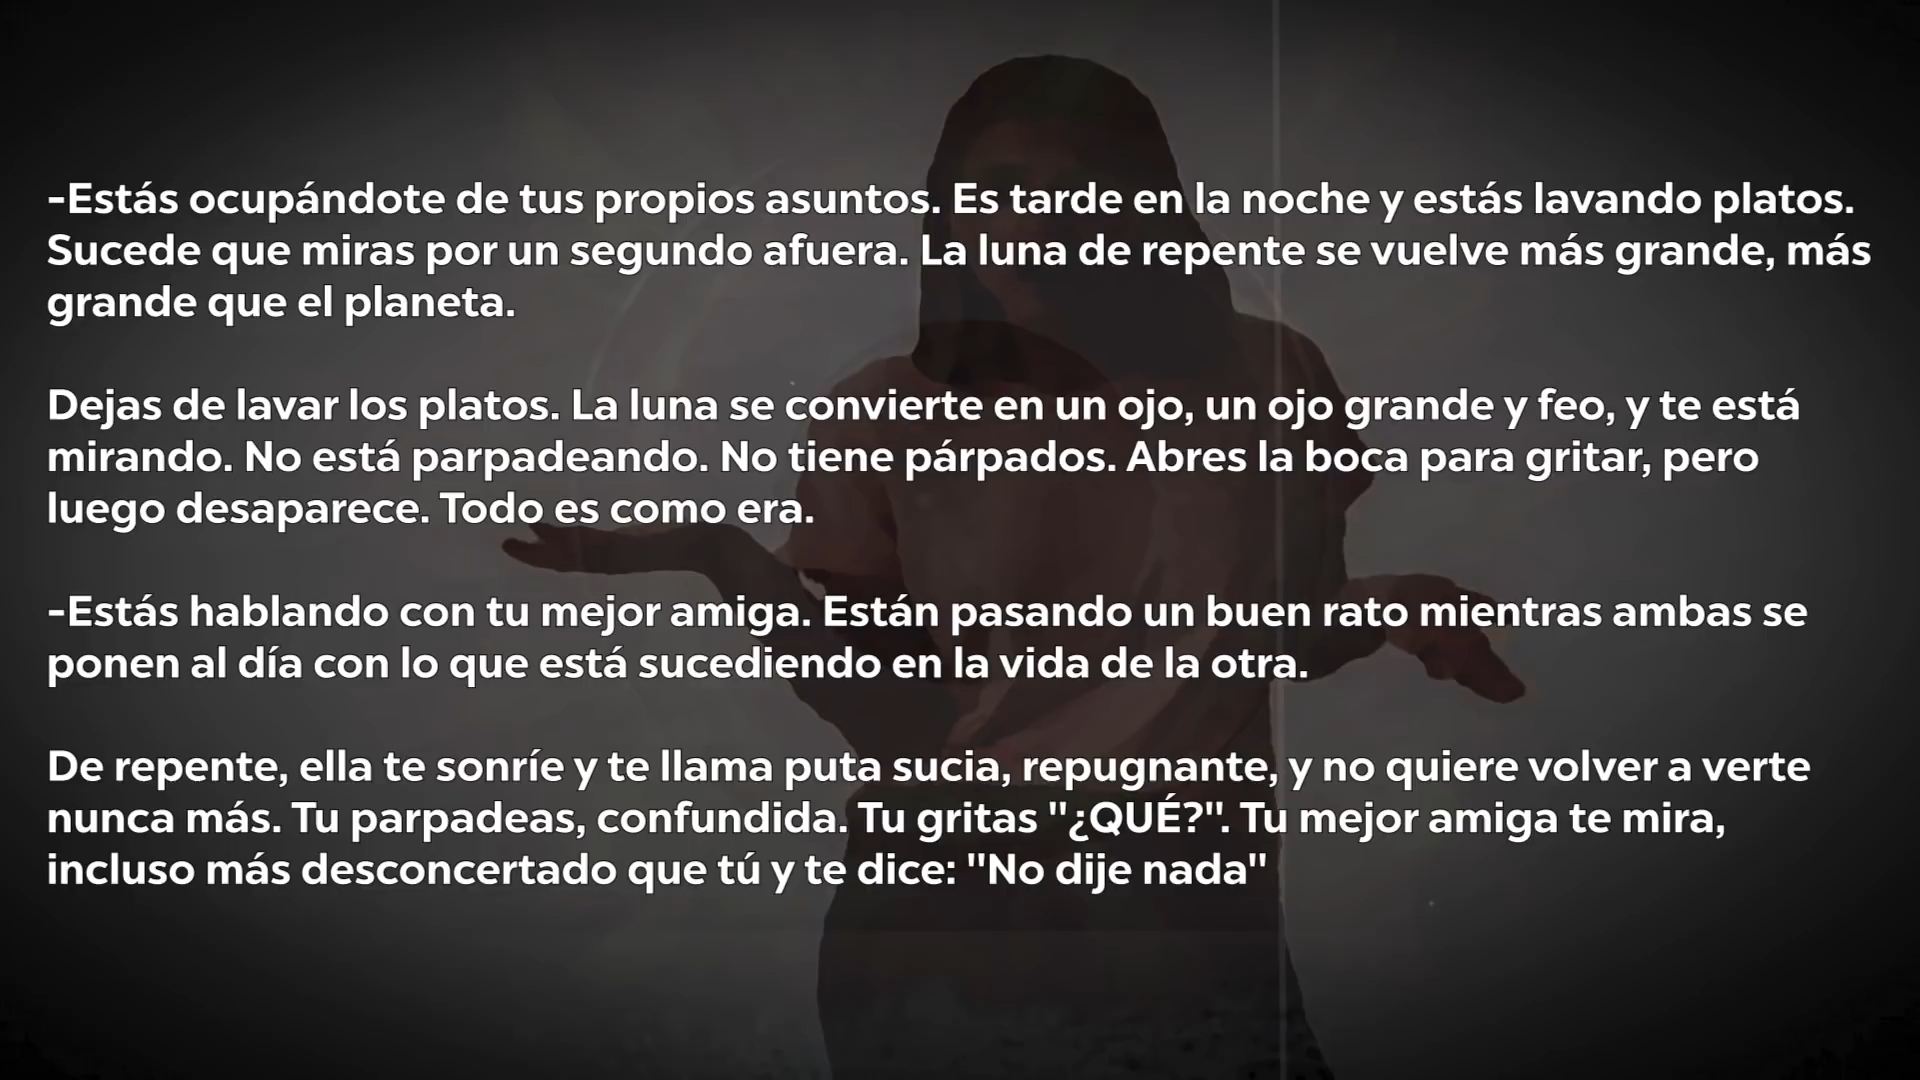 -Estás ocupándote de tus propios asuntos. Es tarde en la noche y estás lavando platos.
Sucede que miras por un segundo afuera. La luna de repente se vuelve más grande, más
grande que el planeta.
Dejas de lavar los platos. La luna se convierte en un ojo, un ojo grande y feo, y te está
mirando. No está parpadeando. No tiene párpados. Abres la boca para gritar, pero
luego desaparece. Todo es como era.
-Estás hablando con tu mejor amiga. Están pasando un buen rato mientras ambas se
ponen al día con lo que está sucediendo en la vida de la otra.
De repente, ella te sonríe y te llama puta sucia, repugnante, y no quiere volver a verte
nunca más. Tu parpadeas, confundida. Tu gritas "¿QUÉ?". Tu mejor amiga te mira,
incluso más desconcertado que tú y te dice: "No dije nada"